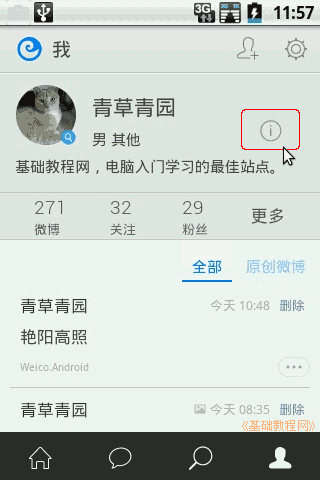 3G 3G 11:57
我
青草青园
男 其他
基础教程网，电脑入门学习的最佳站点。
271 32 29 更多
微博 关注 粉丝
全部 原创微博
青草青园 今天 10:48 删除
艳阳高照
Weico.Android
青草青园 今天 08:35 删除
《基础教程网》